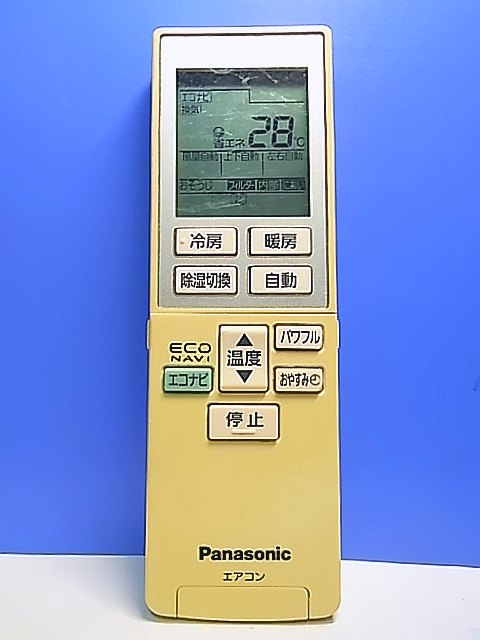 エコナビ
換気
省エネ 28℃
風量自動 上下自動 左右自動
おそうじ フィルター 内部
冷房 暖房
除湿切換 自動
ECO NAVI
温度
パワフル
エコナビ
おやすみ
停止
Panasonic
エアコン